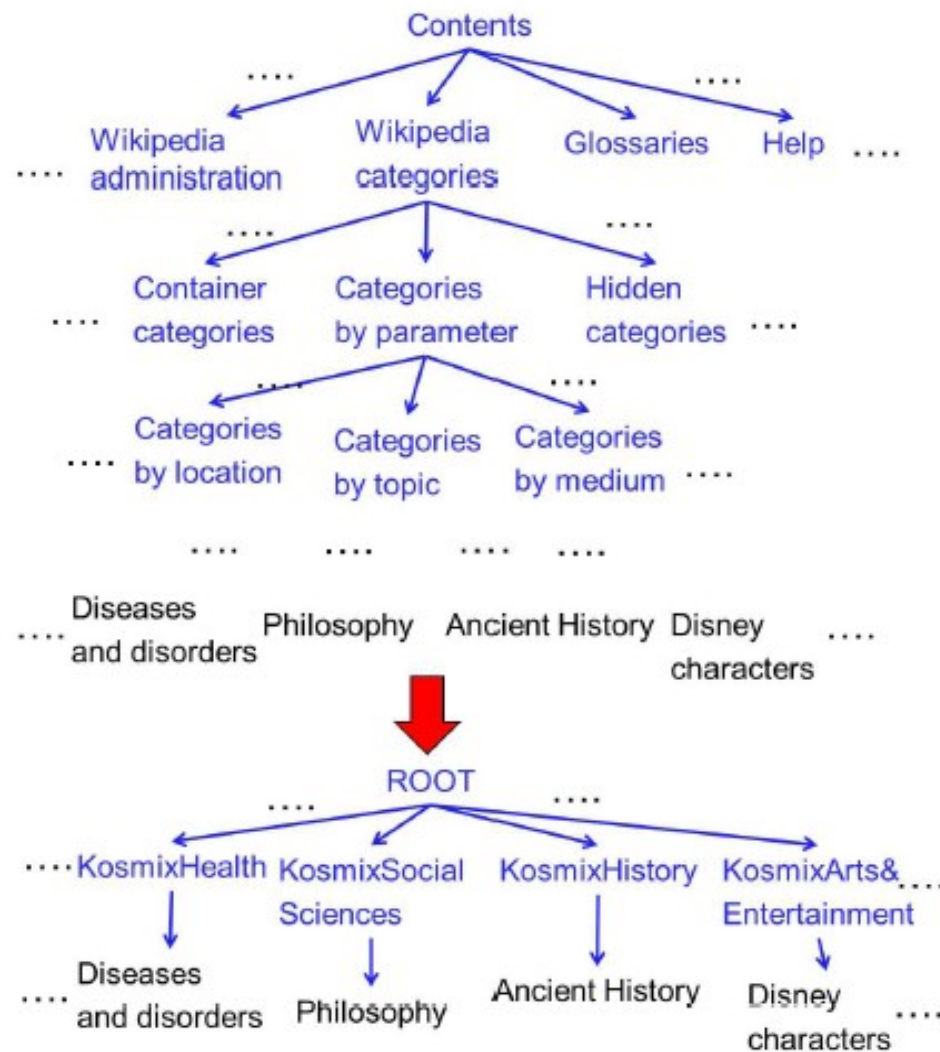 Contents
.... ....
Wikipedia Wikipedia Glossaries Help
.... administration categories ....
.... ....
Container Categories Hidden
.... categories by parameter categories ....
.... ....
Categories Categories Categories
.... by location by topic by medium ....
.... .... .... ....
Diseases Philosophy Ancient History Disney
.... and disorders characters ....
ROOT
.... ....
.... KosmixHealth KosmixSocial KosmixHistory KosmixArts& ....
Sciences Entertainment
Diseases Ancient History Disney
.... and disorders Philosophy characters ....